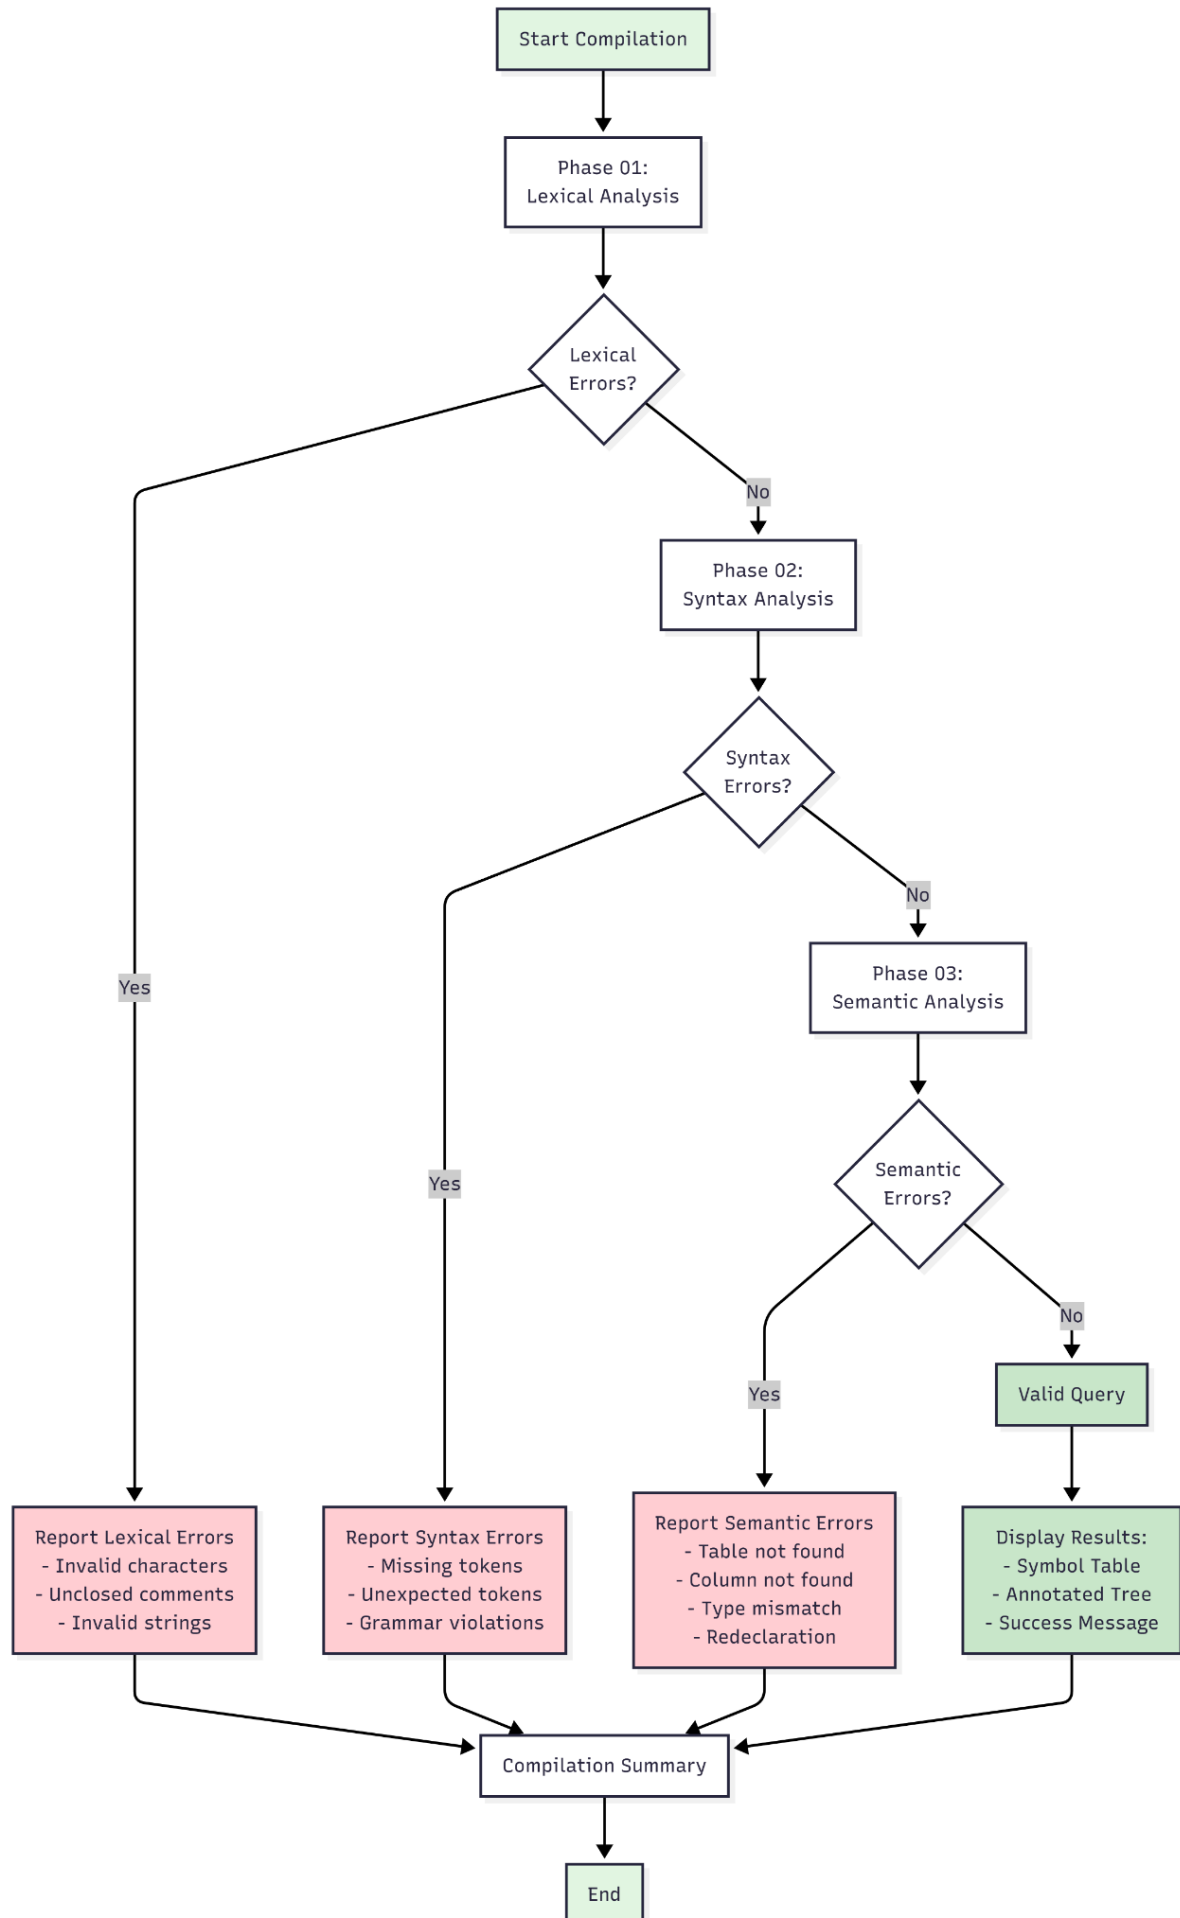 Start Compilation
Phase 01:
Lexical Analysis
Lexical
Errors?
No
Phase 02:
Syntax Analysis
Syntax
Errors?
No
Yes
Phase 03:
Semantic Analysis
Semantic
Errors?
Yes
No
Yes
Valid Query
Report Lexical Errors
- Invalid characters
- Unclosed comments
- Invalid strings
Report Syntax Errors
- Missing tokens
- Unexpected tokens
- Grammar violations
Report Semantic Errors
- Table not found
- Column not found
- Type mismatch
- Redeclaration
Display Results:
- Symbol Table
- Annotated Tree
- Success Message
Compilation Summary
End